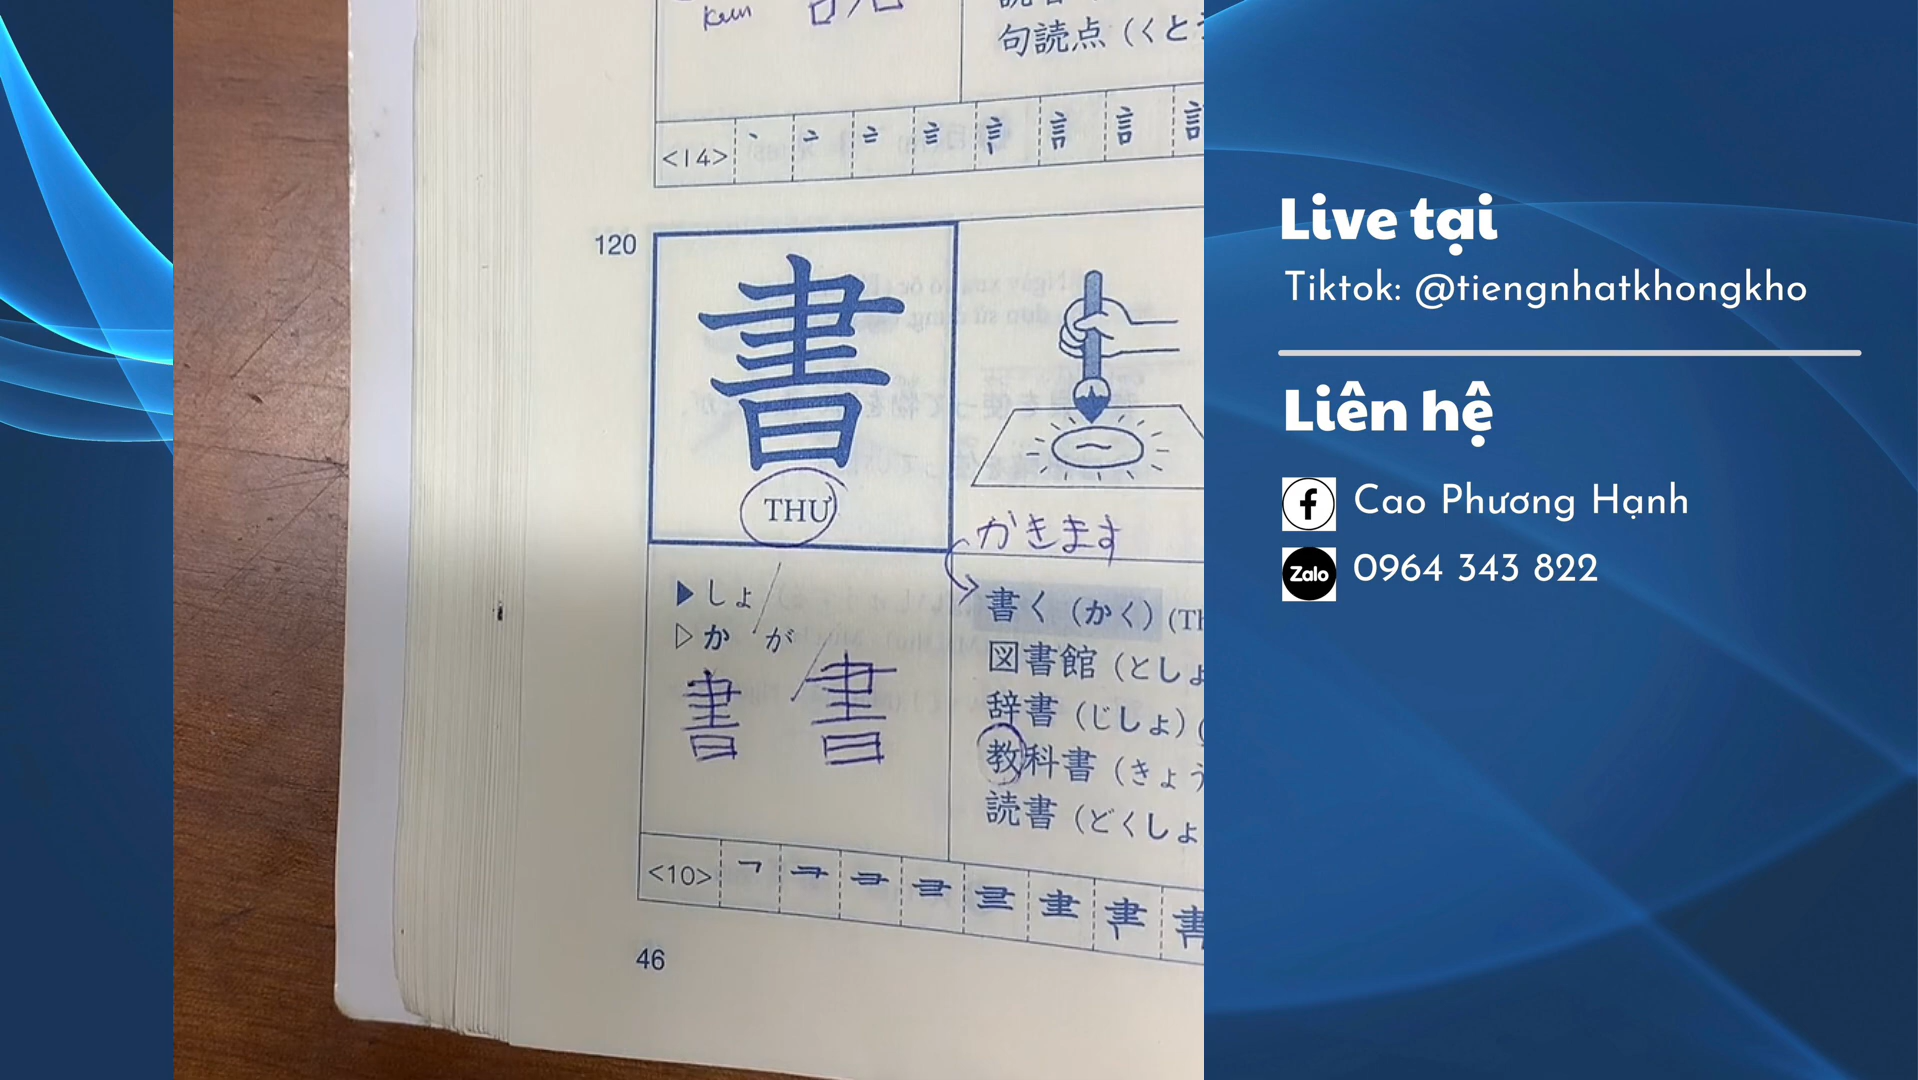 Kun
句読点（くとう
<14>
120
書
THƯ
かきます
▶しょ
▷か が
書 書
書く（かく）(Th
図書館（としょ
辞書（じしょ）(
教科書（きょう
読書（どくしょ
<10>
46
Live tại
Tiktok: @tiengnhatkhongkho
Liên hệ
f Cao Phương Hạnh
Zalo 0964 343 822